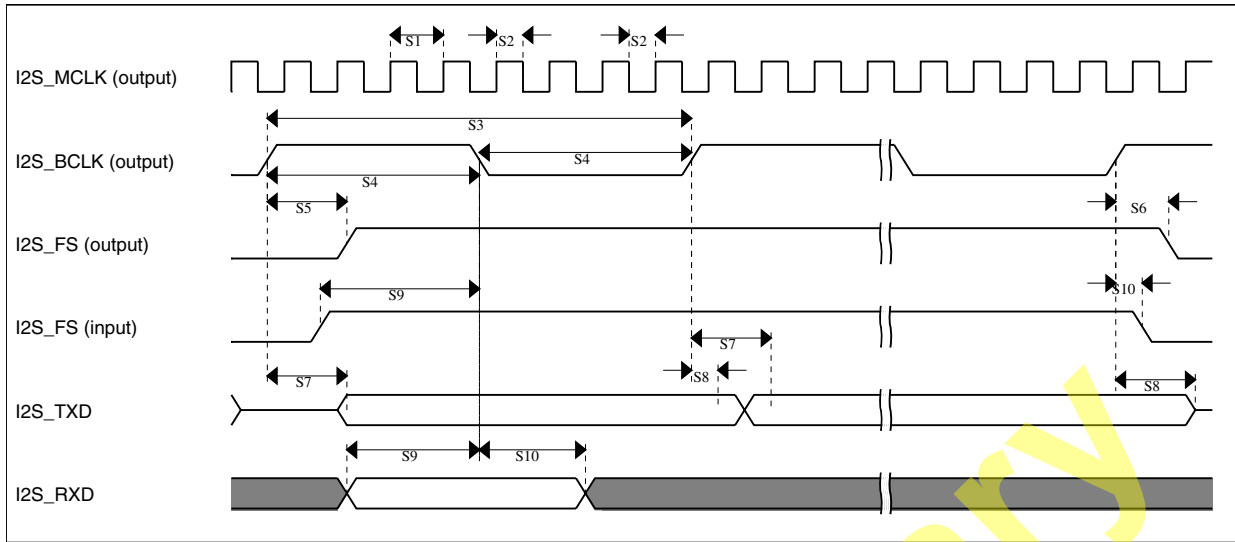 S1 S2 S2
I2S_MCLK (output)
S3
I2S_BCLK (output)
S4
S4
S5 S6
I2S_FS (output)
S9 S10
I2S_FS (input)
S7
S7 S8 S8
I2S_TXD
S9 S10
I2S_RXD